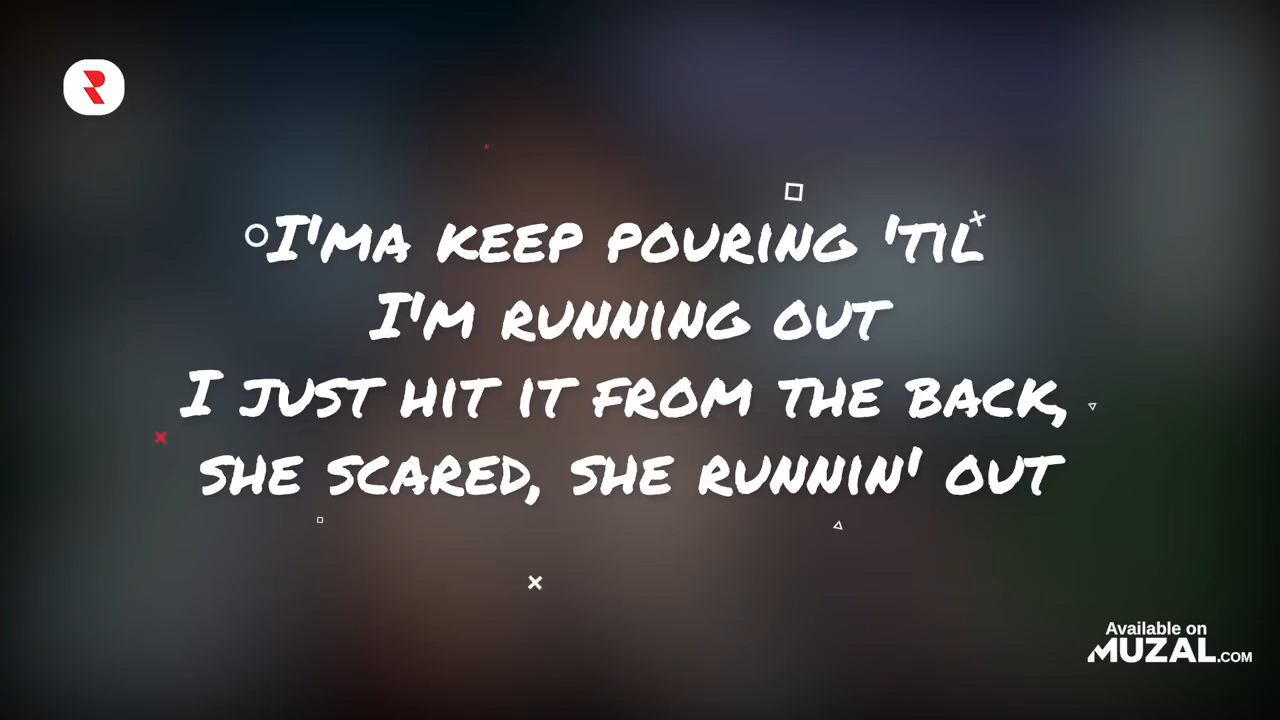 I'MA KEEP POURING 'TIL
I'M RUNNING OUT
I JUST HIT IT FROM THE BACK,
SHE SCARED, SHE RUNNIN' OUT
Available on
MUZAL.COM